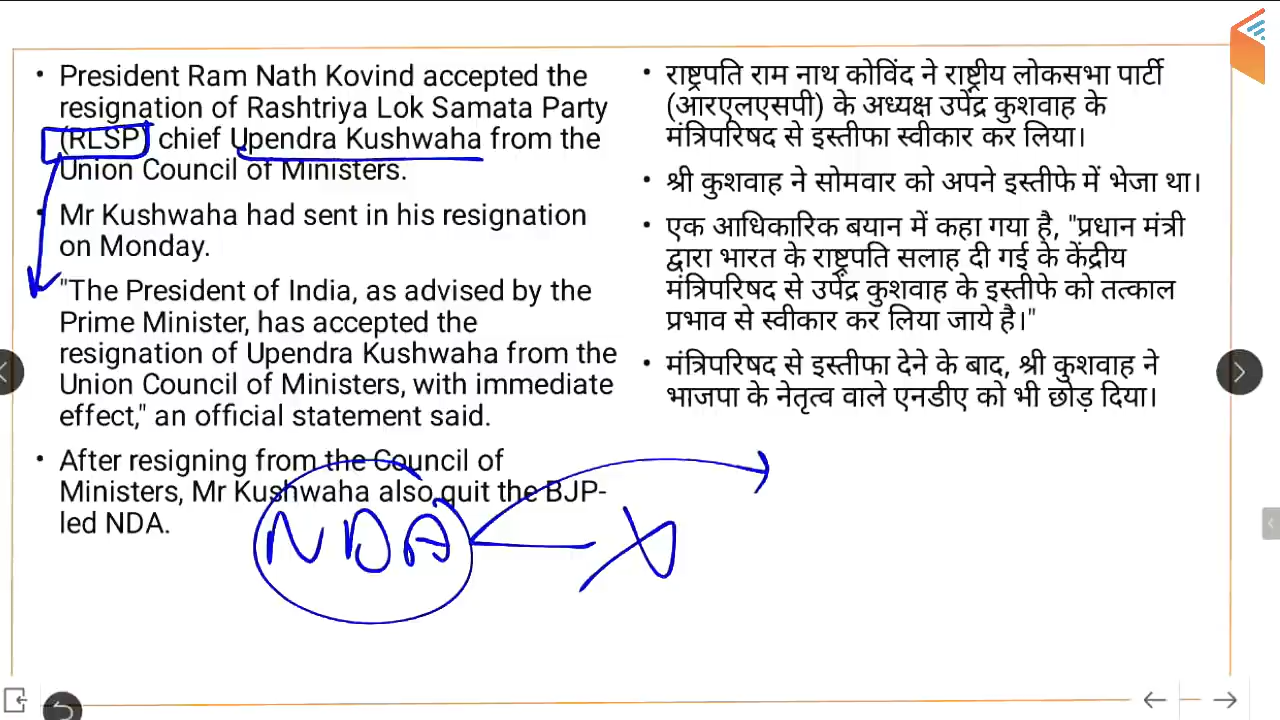 • President Ram Nath Kovind accepted the
resignation of Rashtriya Lok Samata Party
(RLSP) chief Upendra Kushwaha from the
Union Council of Ministers.
• Mr Kushwaha had sent in his resignation
on Monday.
"The President of India, as advised by the
Prime Minister, has accepted the
resignation of Upendra Kushwaha from the
Union Council of Ministers, with immediate
effect," an official statement said.
• After resigning from the Council of
Ministers, Mr Kushwaha also quit the BJP-
led NDA.
NDA
• राष्ट्रपति राम नाथ कोविंद ने राष्ट्रीय लोकसभा पार्टी
(आरएलएसपी) के अध्यक्ष उपेंद्र कुशवाह के
मंत्रिपरिषद से इस्तीफा स्वीकार कर लिया।
• श्री कुशवाह ने सोमवार को अपने इस्तीफे में भेजा था।
• एक आधिकारिक बयान में कहा गया है, "प्रधान मंत्री
द्वारा भारत के राष्ट्रपति सलाह दी गई के केंद्रीय
मंत्रिपरिषद से उपेंद्र कुशवाह के इस्तीफे को तत्काल
प्रभाव से स्वीकार कर लिया जाये है।"
• मंत्रिपरिषद से इस्तीफा देने के बाद, श्री कुशवाह ने
भाजपा के नेतृत्व वाले एनडीए को भी छोड़ दिया।